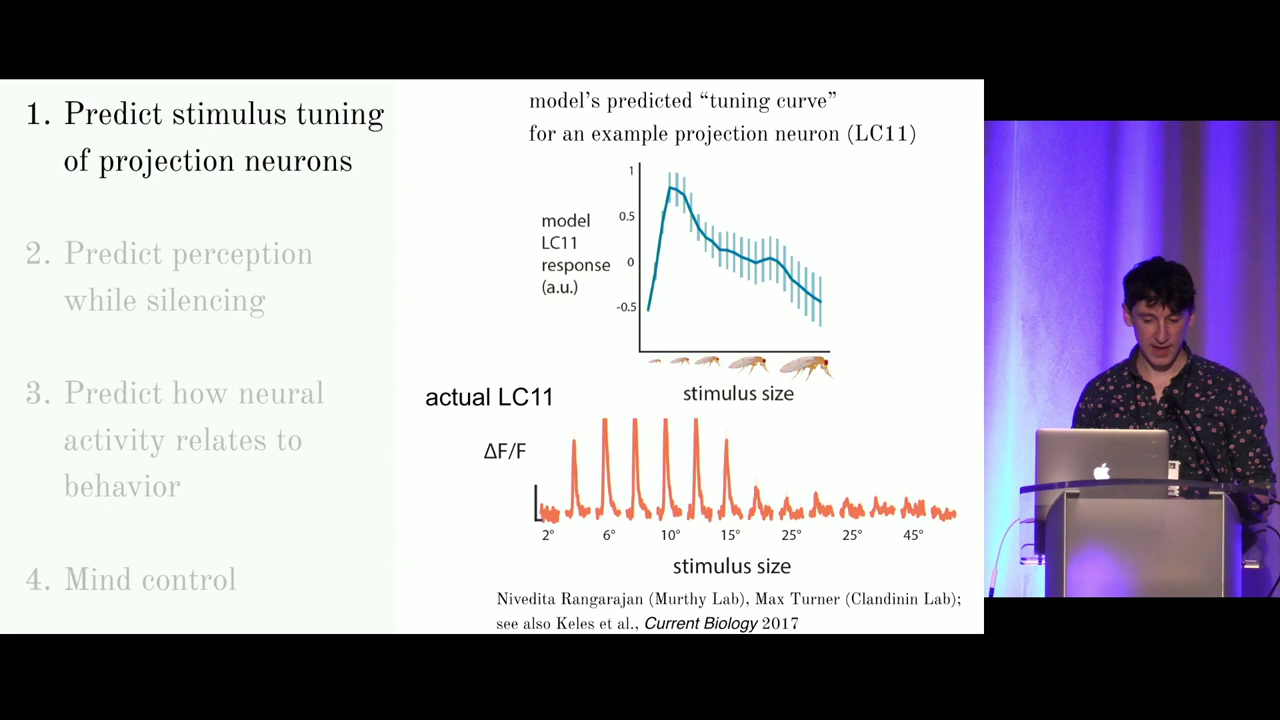 1. Predict stimulus tuning
of projection neurons
2. Predict perception
while silencing
3. Predict how neural
activity relates to
behavior
4. Mind control
model's predicted “tuning curve”
for an example projection neuron (LC11)
1
0.5
0
-0.5
model
LC11
response
(a.u.)
stimulus size
actual LC11
ΔF/F
2° 6° 10° 15° 25° 25° 45°
stimulus size
Nivedita Rangarajan (Murthy Lab), Max Turner (Clandinin Lab);
see also Keles et al., Current Biology 2017